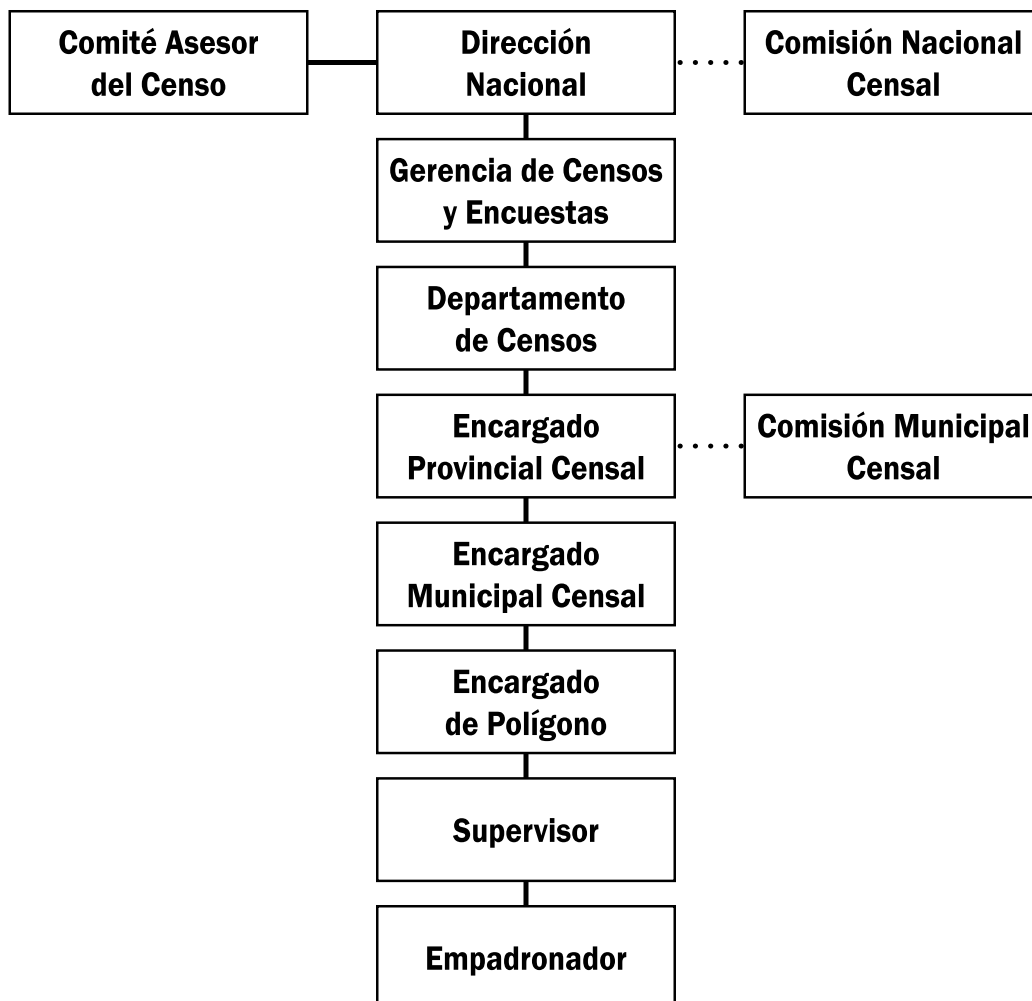 Comité Asesor
del Censo
Dirección
Nacional
Comisión Nacional
Censal
Gerencia de Censos
y Encuestas
Departamento
de Censos
Encargado
Provincial Censal
Comisión Municipal
Censal
Encargado
Municipal Censal
Encargado
de Polígono
Supervisor
Empadronador